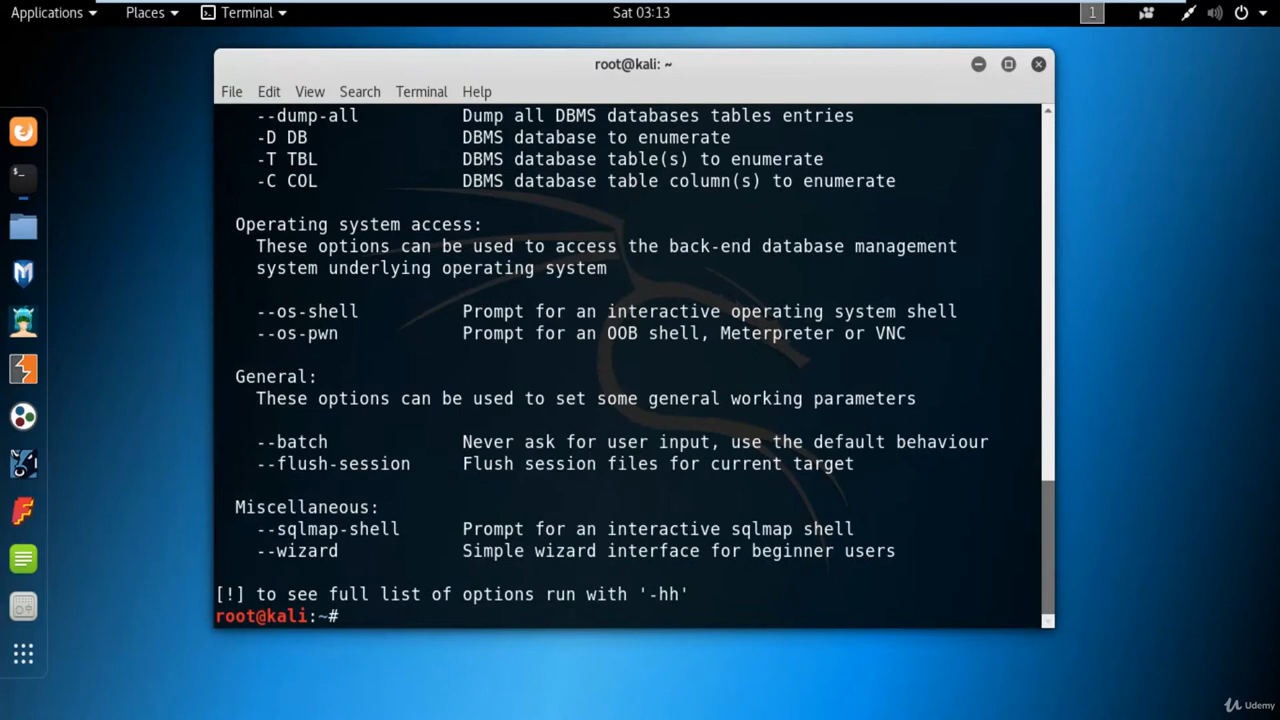 Applications Places Terminal Sat 03:13 1
root@kali: ~
File Edit View Search Terminal Help
--dump-all Dump all DBMS databases tables entries
-D DB DBMS database to enumerate
-T TBL DBMS database table(s) to enumerate
-C COL DBMS database table column(s) to enumerate
Operating system access:
These options can be used to access the back-end database management
system underlying operating system
--os-shell Prompt for an interactive operating system shell
--os-pwn Prompt for an OOB shell, Meterpreter or VNC
General:
These options can be used to set some general working parameters
--batch Never ask for user input, use the default behaviour
--flush-session Flush session files for current target
Miscellaneous:
--sqlmap-shell Prompt for an interactive sqlmap shell
--wizard Simple wizard interface for beginner users
[!] to see full list of options run with '-hh'
root@kali:~#
Udemy